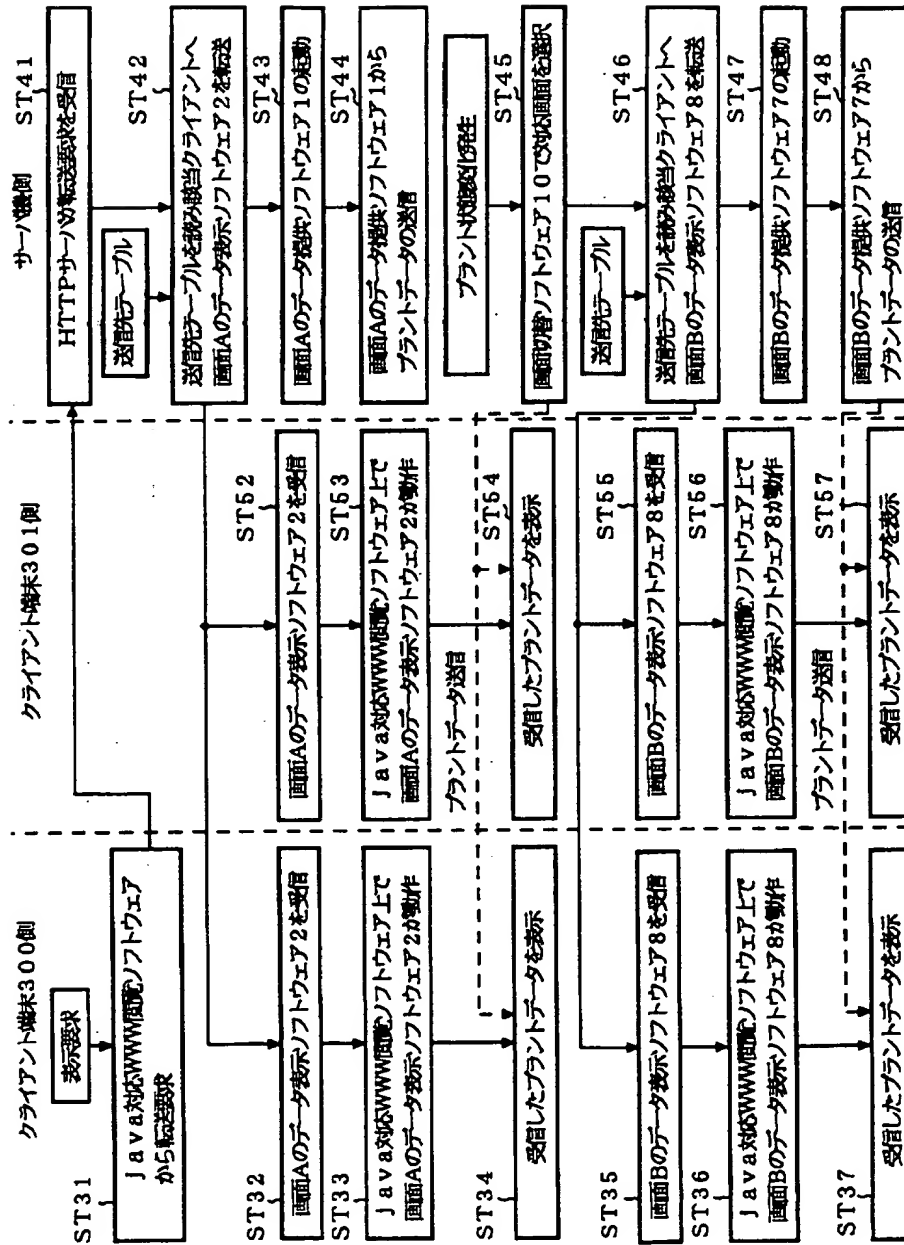 クライアント端末300側
表示要求
ST31
Java対応WWW閲覧ソフトウェア
から転送要求
ST32
画面Aのデータ表示ソフトウェア2を受信
ST33
Java対応WWW閲覧ソフトウェア上で
画面Aのデータ表示ソフトウェア2が動作
ST34
受信したプラントデータを表示
ST35
画面Bのデータ表示ソフトウェア8を受信
ST36
Java対応WWW閲覧ソフトウェア上で
画面Bのデータ表示ソフトウェア8が動作
ST37
受信したプラントデータを表示
クライアント端末301側
ST52
画面Aのデータ表示ソフトウェア2を受信
ST53
Java対応WWW閲覧ソフトウェア上で
画面Aのデータ表示ソフトウェア2が動作
プラントデータ送信
ST54
受信したプラントデータを表示
ST55
画面Bのデータ表示ソフトウェア8を受信
ST56
Java対応WWW閲覧ソフトウェア上で
画面Bのデータ表示ソフトウェア8が動作
プラントデータ送信
ST57
受信したプラントデータを表示
サーバ機側
ST41
HTTPサーバが転送要求を受信
送信先テーブル
ST42
送信先テーブルを読み該当クライアントへ
画面Aのデータ表示ソフトウェア2を転送
ST43
画面Aのデータ提供ソフトウェア1の起動
ST44
画面Aのデータ提供ソフトウェア1から
プラントデータの送信
プラント状態変化発生
ST45
画面切替ソフトウェア10で対応画面を選択
送信先テーブル
ST46
送信先テーブルを読み該当クライアントへ
画面Bのデータ表示ソフトウェア8を転送
ST47
画面Bのデータ提供ソフトウェア7の起動
ST48
画面Bのデータ提供ソフトウェア7から
プラントデータの送信